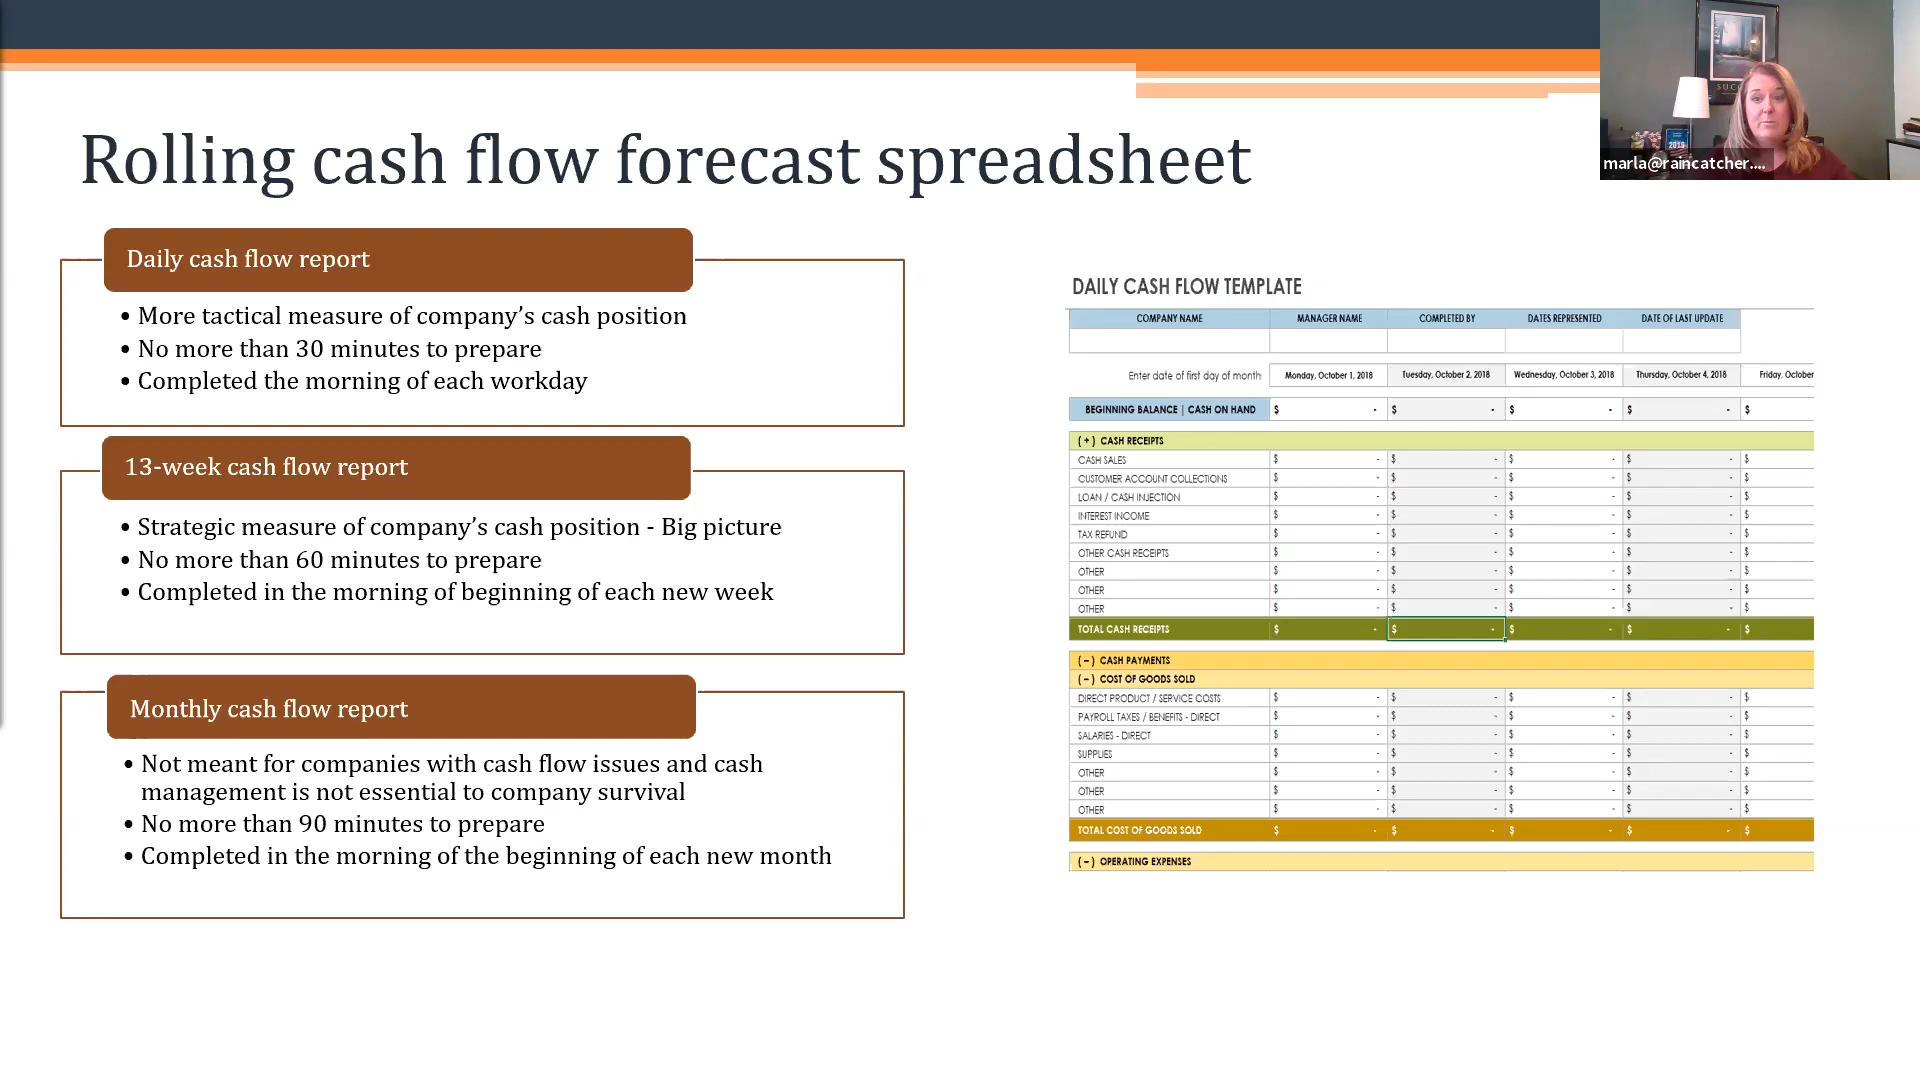 SUCC
2019
marla@raincatcher....
Rolling cash flow forecast spreadsheet
Daily cash flow report
• More tactical measure of company’s cash position
• No more than 30 minutes to prepare
• Completed the morning of each workday
13-week cash flow report
• Strategic measure of company’s cash position - Big picture
• No more than 60 minutes to prepare
• Completed in the morning of beginning of each new week
Monthly cash flow report
• Not meant for companies with cash flow issues and cash
management is not essential to company survival
• No more than 90 minutes to prepare
• Completed in the morning of the beginning of each new month
DAILY CASH FLOW TEMPLATE
COMPANY NAME MANAGER NAME COMPLETED BY DATES REPRESENTED DATE OF LAST UPDATE
Enter date of first day of month Monday, October 1, 2018 Tuesday, October 2, 2018 Wednesday, October 3, 2018 Thursday, October 4, 2018 Friday, October
BEGINNING BALANCE | CASH ON HAND $ - $ - $ - $ - $
( + ) CASH RECEIPTS
CASH SALES $ - $ - $ - $ - $
CUSTOMER ACCOUNT COLLECTIONS $ - $ - $ - $ - $
LOAN / CASH INJECTION $ - $ - $ - $ - $
INTEREST INCOME $ - $ - $ - $ - $
TAX REFUND $ - $ - $ - $ - $
OTHER CASH RECEIPTS $ - $ - $ - $ - $
OTHER $ - $ - $ - $ - $
OTHER $ - $ - $ - $ - $
OTHER $ - $ - $ - $ - $
TOTAL CASH RECEIPTS $ - $ - $ - $ - $
( – ) CASH PAYMENTS
( – ) COST OF GOODS SOLD
DIRECT PRODUCT / SERVICE COSTS $ - $ - $ - $ - $
PAYROLL TAXES / BENEFITS - DIRECT $ - $ - $ - $ - $
SALARIES - DIRECT $ - $ - $ - $ - $
SUPPLIES $ - $ - $ - $ - $
OTHER $ - $ - $ - $ - $
OTHER $ - $ - $ - $ - $
OTHER $ - $ - $ - $ - $
TOTAL COST OF GOODS SOLD $ - $ - $ - $ - $
( – ) OPERATING EXPENSES